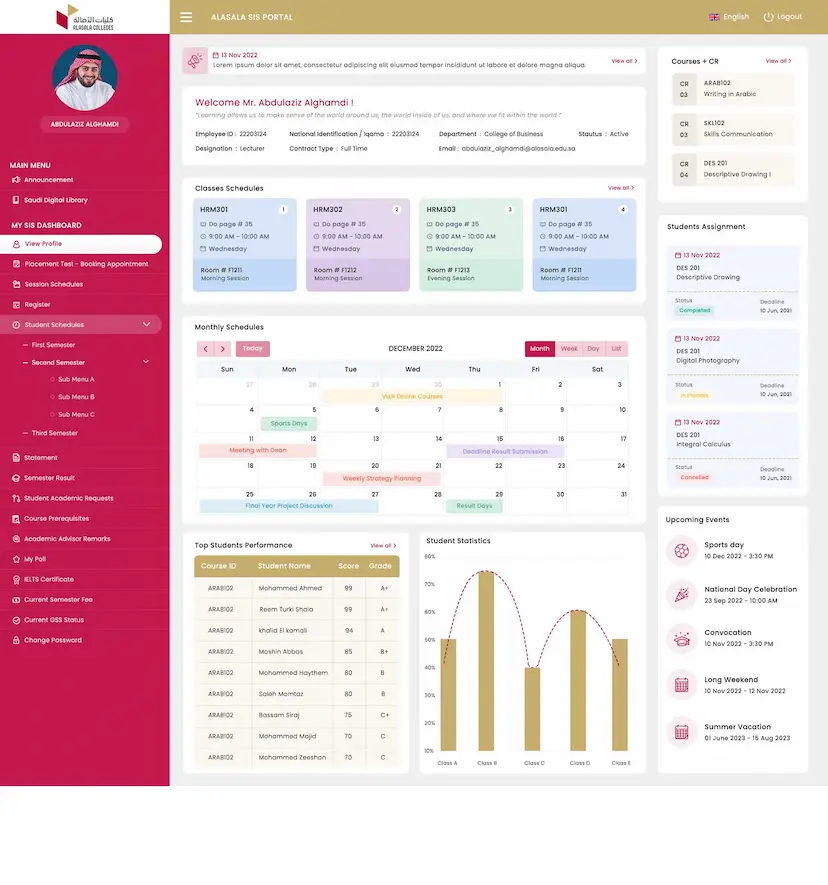 كليات الأصالة
ALASALA COLLEGES
ALASALA SIS PORTAL
English
Logout
ABDULAZIZ ALGHAMDI
MAIN MENU
Announcement
Saudi Digital Library
MY SIS DASHBOARD
View Profile
Placement Test - Booking Appointment
Session Schedules
Register
Student Schedules
First Semester
Second Semester
Sub Menu A
Sub Menu B
Sub Menu C
Third Semester
Statement
Semester Result
Student Academic Requests
Course Prerequisites
Academic Advisor Remarks
My Poll
IELTS Certificate
Current Semester Fee
Current GSS Status
Change Password
13 Nov 2022
Lorem ipsum dolor sit amet, consectetur adipiscing elit eiusmod tempor incididunt ut labore et dolore magna aliqua.
View all
Welcome Mr. Abdulaziz Alghamdi !
"Learning allows us to make sense of the world around us, the world inside of us, and where we fit within the world "
Employee ID : 22203124 National Identification / Iqama : 22203124 Department : College of Business Stautus : Active
Designation : Lecturer Contract Type : Full Time Email : abdulaziz_alghamdi@alasala.edu.sa
Classes Schedules
View all
HRM301 1
Do page # 35
9:00 AM - 10:00 AM
Wednesday
Room # F1211
Morning Session
HRM302 2
Do page # 35
9:00 AM - 10:00 AM
Wednesday
Room # F1212
Morning Session
HRM303 3
Do page # 35
9:00 AM - 10:00 AM
Wednesday
Room # F1213
Evening Session
HRM301 4
Do page # 35
9:00 AM - 10:00 AM
Wednesday
Room # F1211
Morning Session
Monthly Schedules
Today
DECEMBER 2022
Month Week Day List
Sun Mon Tue Wed Thu Fri Sat
27 28 29 30 1 2 3
Visit Online Courses
4 5 6 7 8 9 10
Sports Days
11 12 13 14 15 16 17
Meeting with Dean
Deadline Result Submission
18 19 20 21 22 23 24
Weekly Strategy Planning
25 26 27 28 29 30 31
Final Year Project Discussion
Result Days
Top Students Performance
View all
Course ID Student Name Score Grade
ARAB102 Mohammed Ahmed 99 A+
ARAB102 Reem Turki Shaia 99 A+
ARAB102 khalid El kamali 94 A
ARAB102 Moshin Abbas 85 B+
ARAB102 Mohammed Haythem 80 B
ARAB102 Saleh Momtaz 80 B
ARAB102 Bassam Siraj 75 C+
ARAB102 Mohammed Majid 70 C
ARAB102 Mohammed Zeeshan 70 C
Student Statistics
80%
70%
60%
50%
40%
30%
20%
10%
Class A Class B Class C Class D Class E
Courses + CR
View all
CR 03
ARAB102
Writing in Arabic
CR 03
SKL102
Skills Communication
CR 04
DES 201
Descriptive Drawing I
Students Assignment
13 Nov 2022
DES 201
Descriptive Drawing
Status Deadline
Completed 10 Jun, 2021
13 Nov 2022
DES 201
Digital Photography
Status Deadline
10 Jun, 2021
13 Nov 2022
DES 201
Integral Calculus
Status Deadline
Cancelled 10 Jun, 2021
Upcoming Events
Sports day
10 Dec 2022 - 3:30 PM
National Day Celebration
23 Sep 2022 - 10:00 AM
Convocation
10 Nov 2022 - 3:30 PM
Long Weekend
10 Nov 2022 - 12 Nov 2022
Summer Vacation
01 June 2023 - 15 Aug 2023